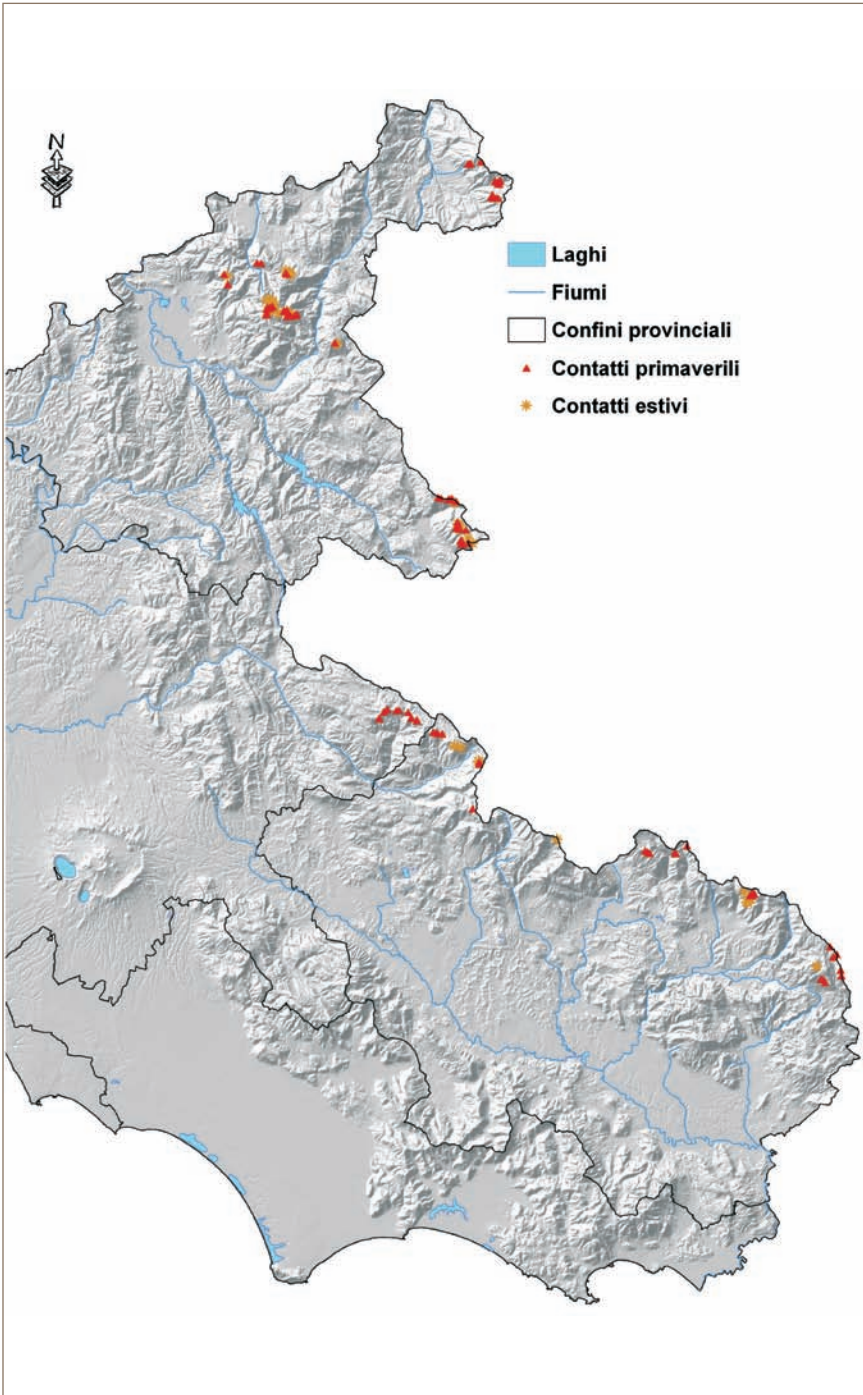 N
Laghi
Fiumi
Confini provinciali
Contatti primaverili
Contatti estivi